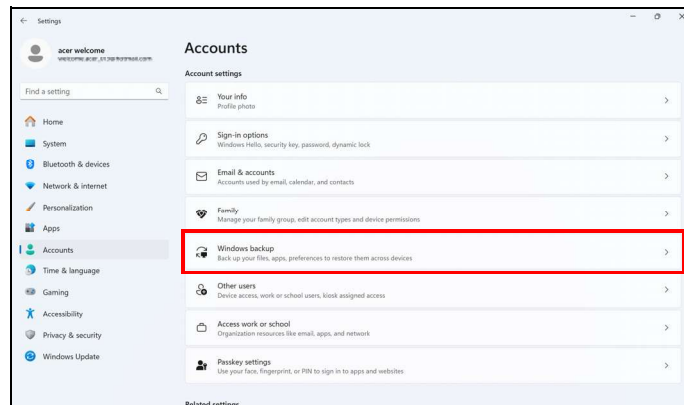 Settings
acer welcome
Accounts
Account settings
Find a setting
Home
System
Bluetooth & devices
Network & internet
Personalization
Apps
Accounts
Time & language
Gaming
Accessibility
Privacy & security
Windows Update
Your info
Profile photo
Sign-in options
Windows Hello, security key, password, dynamic lock
Email & accounts
Accounts used by email, calendar, and contacts
Family
Manage your family group, edit account types and device permissions
Windows backup
Back up your files, apps, preferences to restore them across devices
Other users
Device access, work or school users, kiosk assigned access
Access work or school
Organization resources like email, apps, and network
Passkey settings
Use your face, fingerprint, or PIN to sign in to apps and websites
Related settings